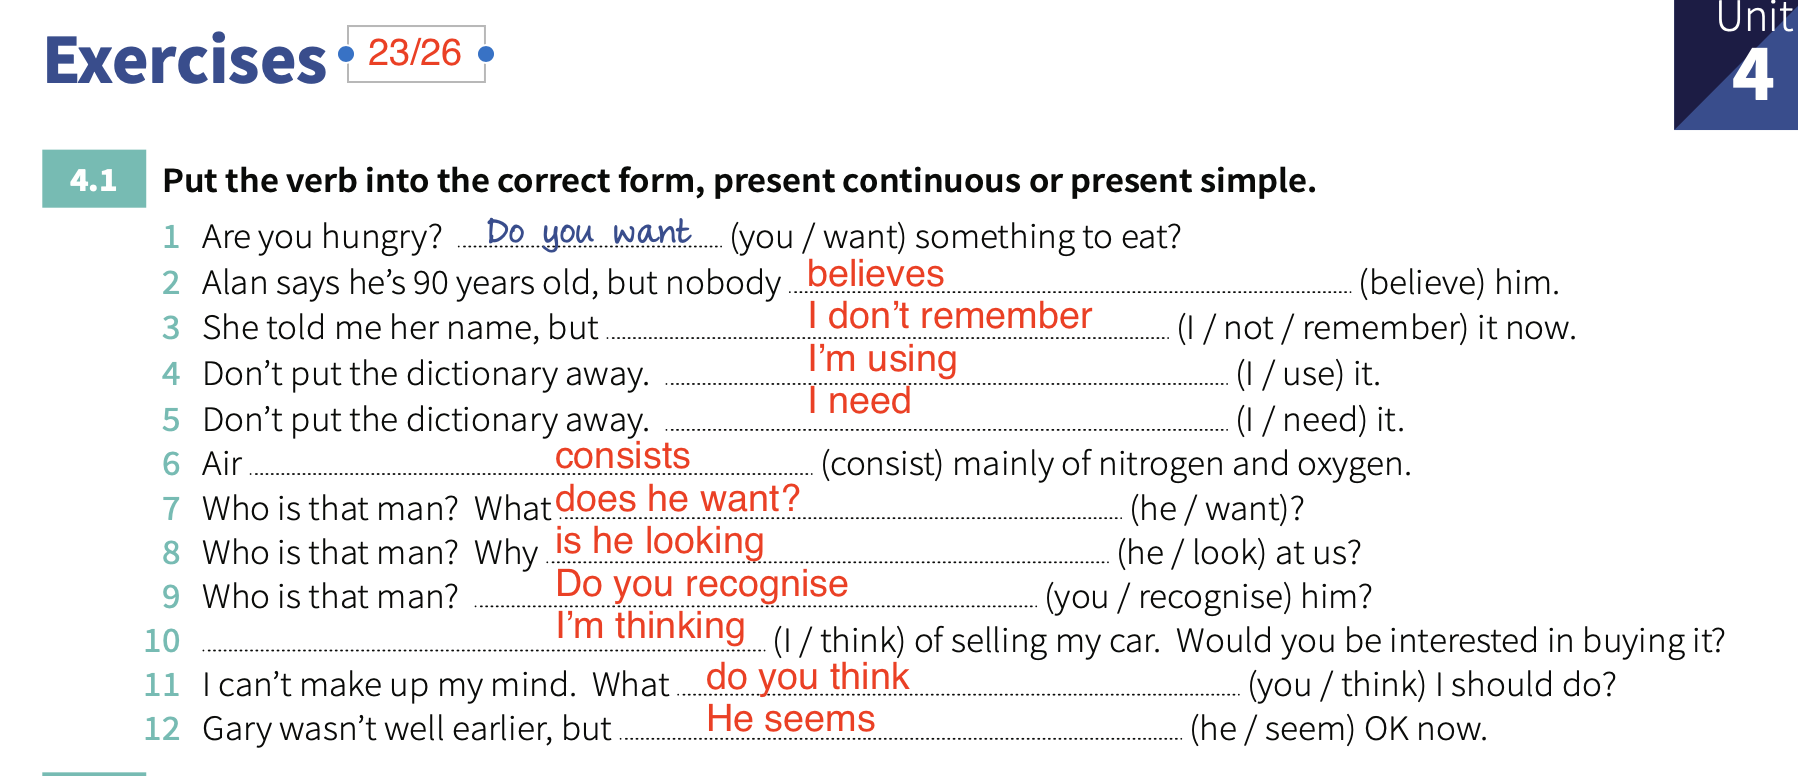 Exercises 23/26
Unit
4
4.1 Put the verb into the correct form, present continuous or present simple.
1 Are you hungry? Do you want (you / want) something to eat?
2 Alan says he's 90 years old, but nobody believes (believe) him.
3 She told me her name, but I don't remember (I / not / remember) it now.
4 Don't put the dictionary away. I'm using (I / use) it.
5 Don't put the dictionary away. I need (I / need) it.
6 Air consists (consist) mainly of nitrogen and oxygen.
7 Who is that man? What does he want? (he / want)?
8 Who is that man? Why is he looking (he / look) at us?
9 Who is that man? Do you recognise (you / recognise) him?
10 I'm thinking (I / think) of selling my car. Would you be interested in buying it?
11 I can't make up my mind. What do you think (you / think) I should do?
12 Gary wasn't well earlier, but He seems (he / seem) OK now.